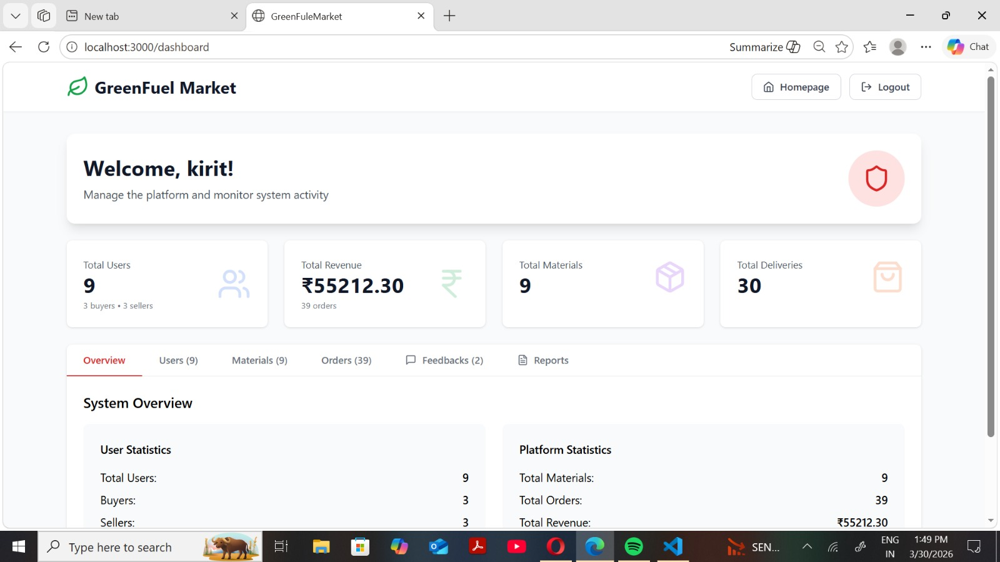 New tab
GreenFuleMarket
localhost:3000/dashboard
Summarize
Chat
GreenFuel Market
Homepage
Logout
Welcome, kirit!
Manage the platform and monitor system activity
Total Users
9
3 buyers • 3 sellers
Total Revenue
₹55212.30
39 orders
Total Materials
9
Total Deliveries
30
Overview
Users (9)
Materials (9)
Orders (39)
Feedbacks (2)
Reports
System Overview
User Statistics
Total Users: 9
Buyers: 3
Sellers: 3
Platform Statistics
Total Materials: 9
Total Orders: 39
Total Revenue: ₹55212.30
Type here to search
SEN...
ENG
IN
1:49 PM
3/30/2026